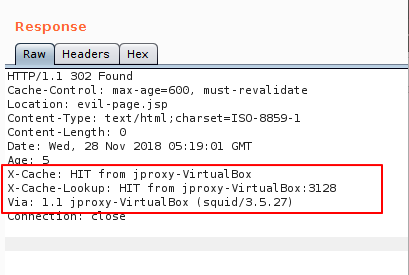 Response
Raw Headers Hex
HTTP/1.1 302 Found
Cache-Control: max-age=600, must-revalidate
Location: evil-page.jsp
Content-Type: text/html;charset=ISO-8859-1
Content-Length: 0
Date: Wed, 28 Nov 2018 05:19:01 GMT
Age: 5
X-Cache: HIT from jproxy-VirtualBox
X-Cache-Lookup: HIT from jproxy-VirtualBox:3128
Via: 1.1 jproxy-VirtualBox (squid/3.5.27)
Connection: close